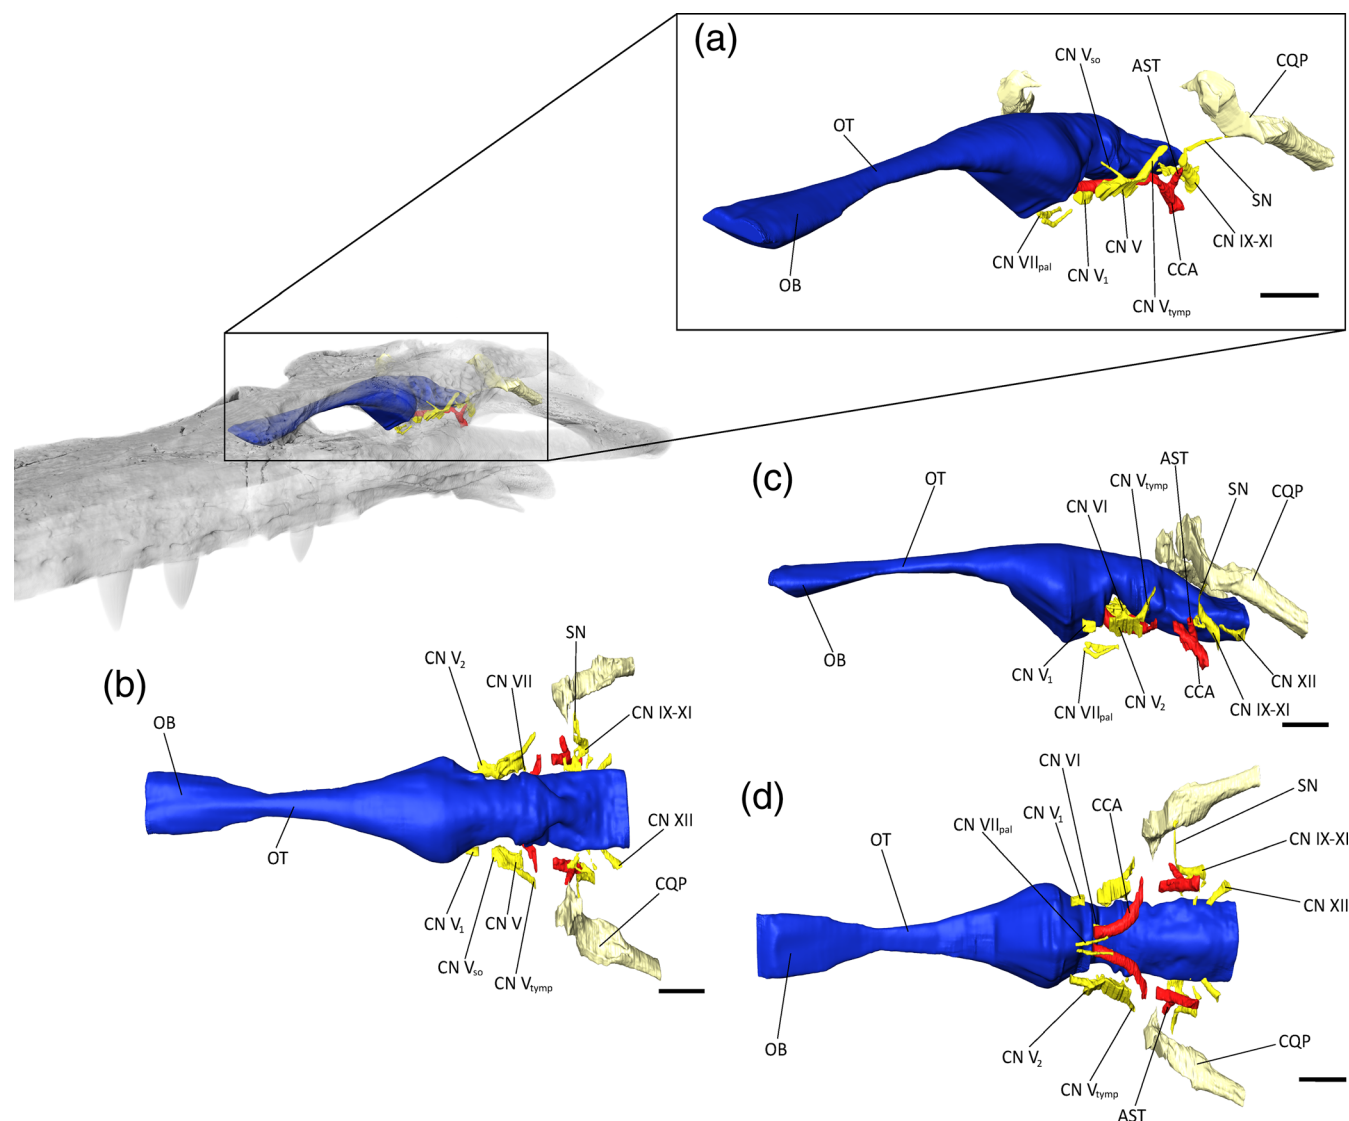 (a)
CN Vso
AST
CQP
OT
SN
CN IX-XI
CN V
CN VIIpal
CN V1
CCA
OB
CN Vtymp
(c)
AST
CN Vtymp
SN
OT
CQP
CN VI
OB
CN V1
CN XII
CN V2
CCA
CN VIIpal
CN IX-XI
(b)
SN
CN V2
CN VII
CN IX-XI
OB
CN XII
OT
CQP
CN V1
CN V
CN Vso
CN Vtymp
(d)
CN VI
SN
CN V1
CCA
CN VIIpal
CN IX-XI
OT
CN XII
OB
CN V2
CQP
CN Vtymp
AST